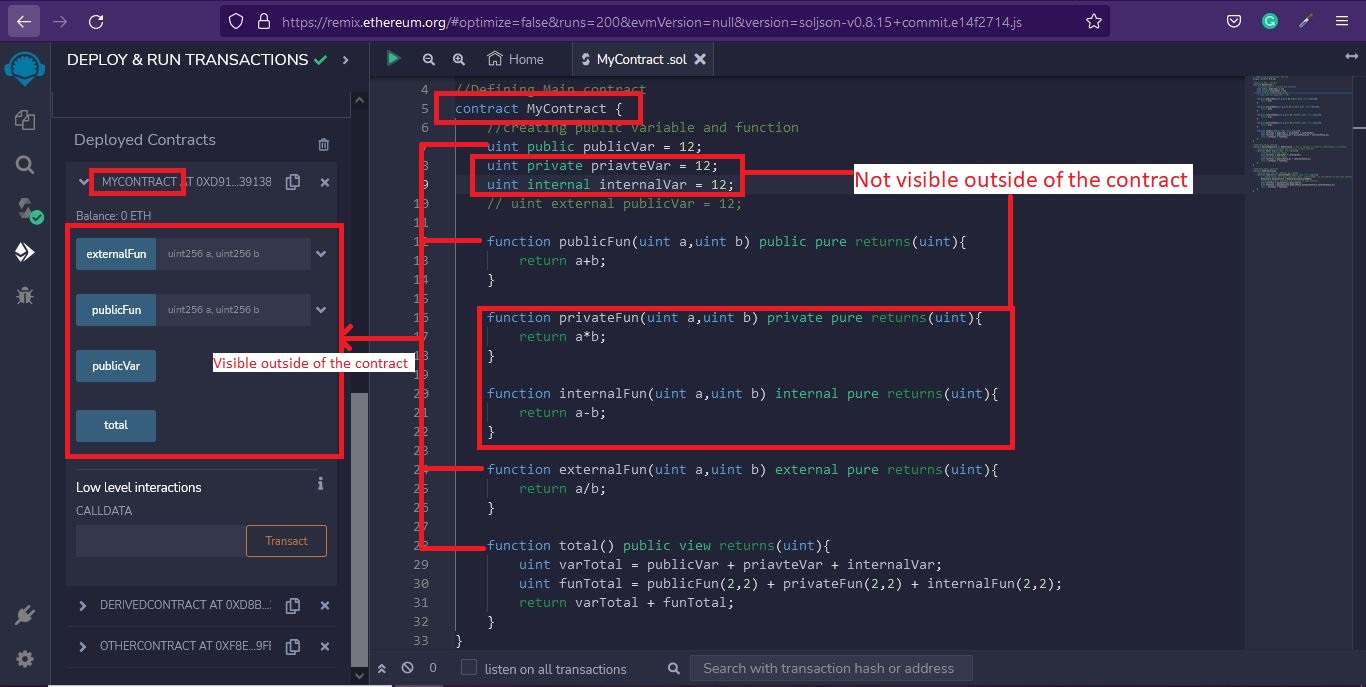 https://remix.ethereum.org/#optimize=false&runs=200&evmVersion=null&version=soljson-v0.8.15+commit.e14f2714.js
DEPLOY & RUN TRANSACTIONS
Deployed Contracts
MYCONTRACT AT 0XD91...39138
Balance: 0 ETH
externalFun uint256 a, uint256 b
publicFun uint256 a, uint256 b
publicVar
total
Low level interactions
CALLDATA
Transact
DERIVEDCONTRACT AT 0XD8B...
OTHERCONTRACT AT 0XF8E...9FE
Visible outside of the contract
Home
MyContract .sol
4 //Defining Main contract
5 contract MyContract {
6 //creating public variable and function
uint public publicVar = 12;
8 uint private priavteVar = 12;
9 uint internal internalVar = 12;
10 // uint external publicVar = 12;
11
12 function publicFun(uint a,uint b) public pure returns(uint){
13 return a+b;
14 }
15
16 function privateFun(uint a,uint b) private pure returns(uint){
17 return a*b;
18 }
19
20 function internalFun(uint a,uint b) internal pure returns(uint){
21 return a-b;
22 }
23
24 function externalFun(uint a,uint b) external pure returns(uint){
25 return a/b;
26 }
27
28 function total() public view returns(uint){
29 uint varTotal = publicVar + priavteVar + internalVar;
30 uint funTotal = publicFun(2,2) + privateFun(2,2) + internalFun(2,2);
31 return varTotal + funTotal;
32 }
33 }
Not visible outside of the contract
0
listen on all transactions
Search with transaction hash or address